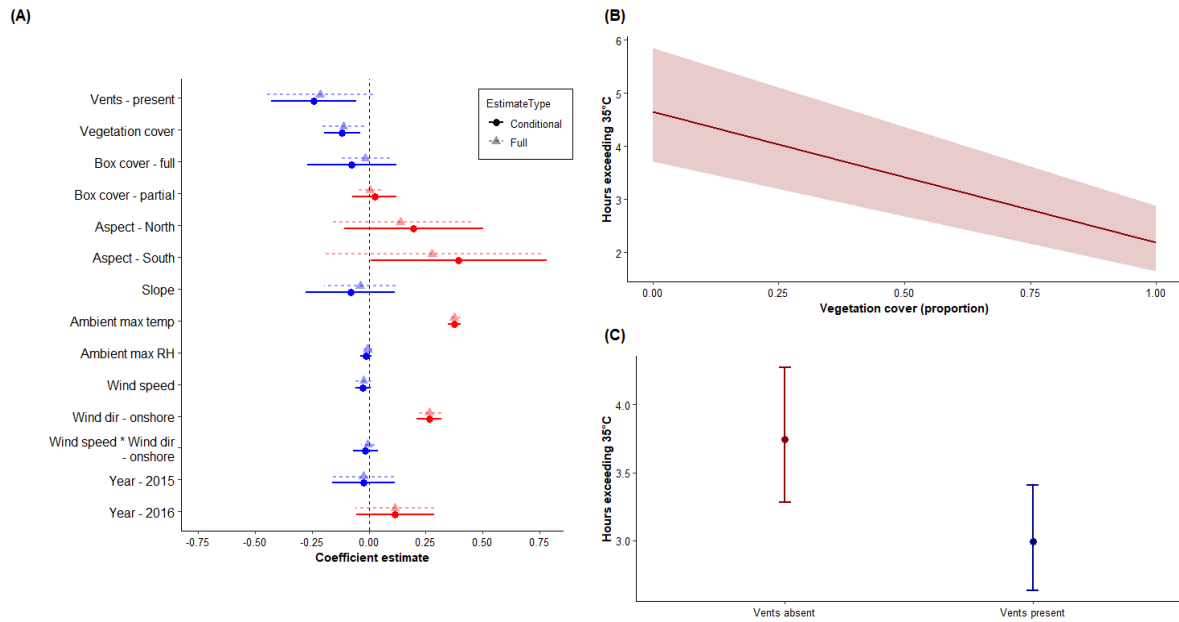 (A)
Vents - present
Vegetation cover
Box cover - full
Box cover - partial
Aspect - North
Aspect - South
Slope
Ambient max temp
Ambient max RH
Wind speed
Wind dir - onshore
Wind speed * Wind dir
- onshore
Year - 2015
Year - 2016
-0.75 -0.50 -0.25 0.00 0.25 0.50 0.75
Coefficient estimate
EstimateType
Conditional
Full
(B)
Hours exceeding 35°C
6
5
4
3
2
0.00 0.25 0.50 0.75 1.00
Vegetation cover (proportion)
(C)
Hours exceeding 35°C
4.0
3.5
3.0
Vents absent Vents present